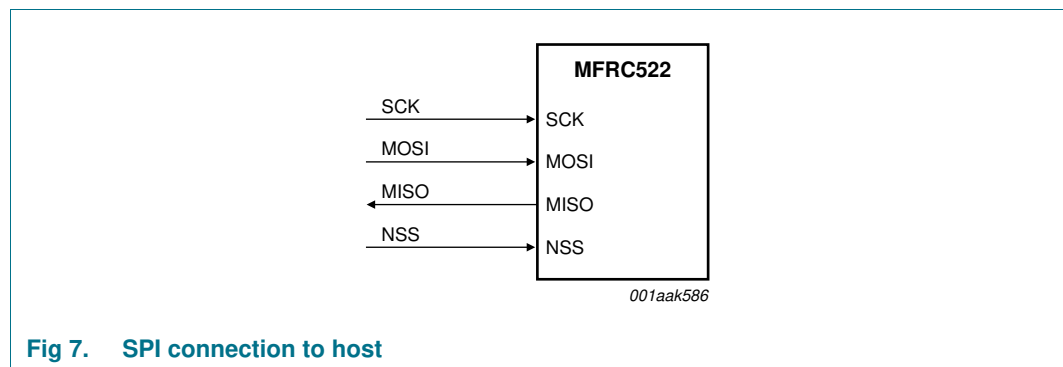 MFRC522
SCK SCK
MOSI MOSI
MISO MISO
NSS NSS
001aak586
Fig 7. SPI connection to host